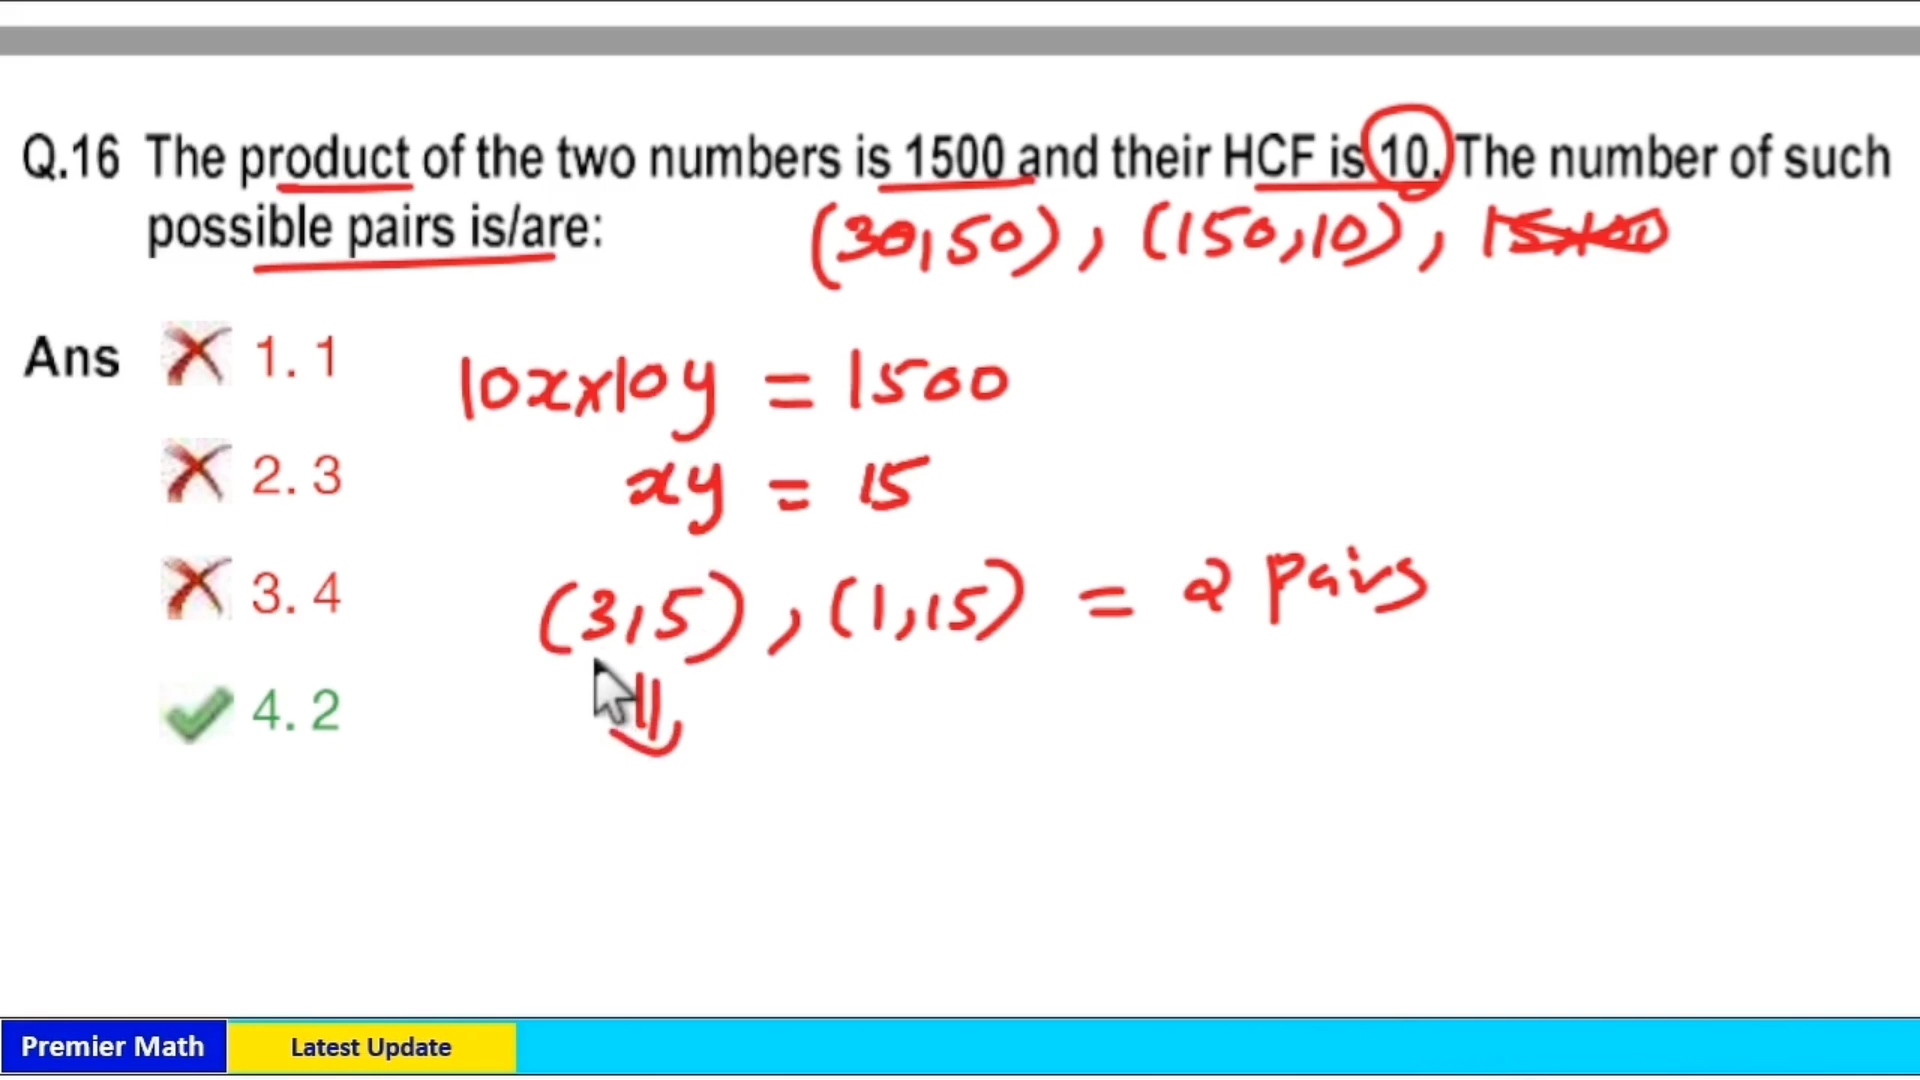 Q.16 The product of the two numbers is 1500 and their HCF is 10. The number of such
possible pairs is/are:
(30,50), (150,10), 15,100
Ans 1. 1
10x×10y = 1500
2. 3
xy = 15
3. 4
(3,5), (1,15) = 2 pairs
4. 2
Premier Math Latest Update